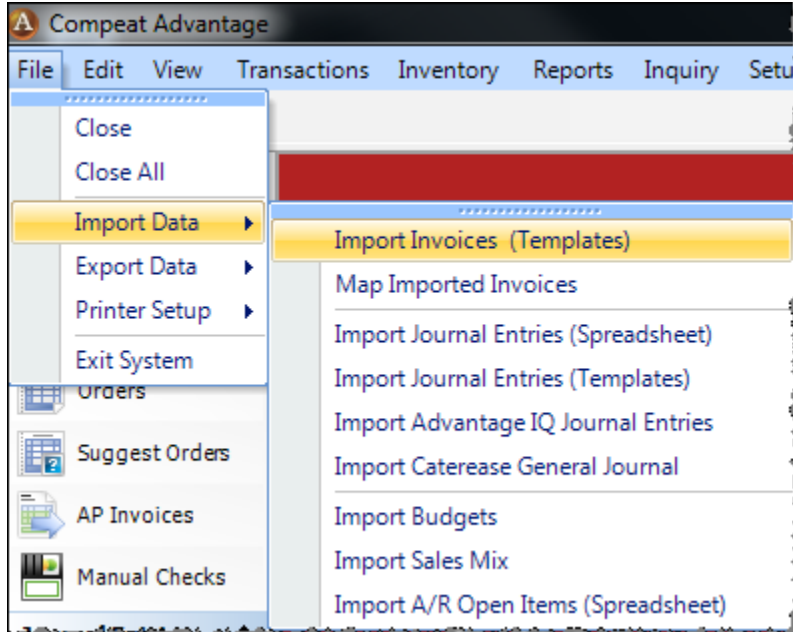 Compeat Advantage
File Edit View Transactions Inventory Reports Inquiry Setu
Close
Close All
Import Data
Export Data
Printer Setup
Exit System
Import Invoices (Templates)
Map Imported Invoices
Import Journal Entries (Spreadsheet)
Import Journal Entries (Templates)
Import Advantage IQ Journal Entries
Import Caterease General Journal
Import Budgets
Import Sales Mix
Import A/R Open Items (Spreadsheet)
Orders
Suggest Orders
AP Invoices
Manual Checks